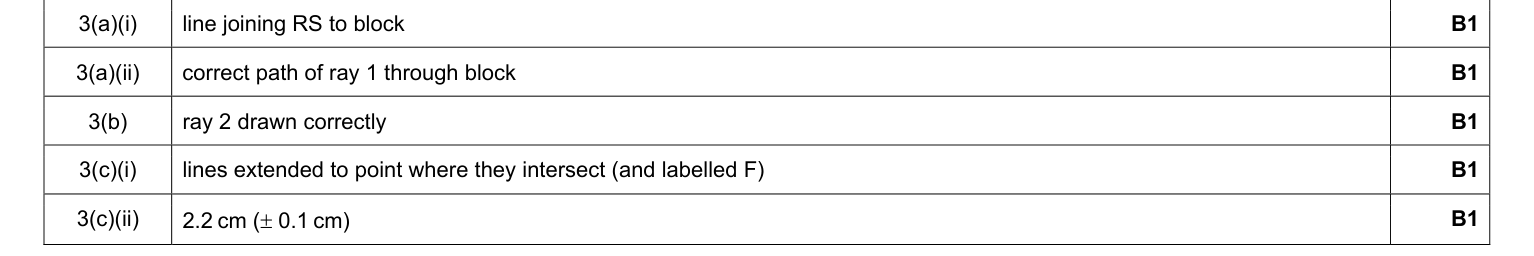 3(a)(i) line joining RS to block B1
3(a)(ii) correct path of ray 1 through block B1
3(b) ray 2 drawn correctly B1
3(c)(i) lines extended to point where they intersect (and labelled F) B1
3(c)(ii) 2.2 cm (± 0.1 cm) B1